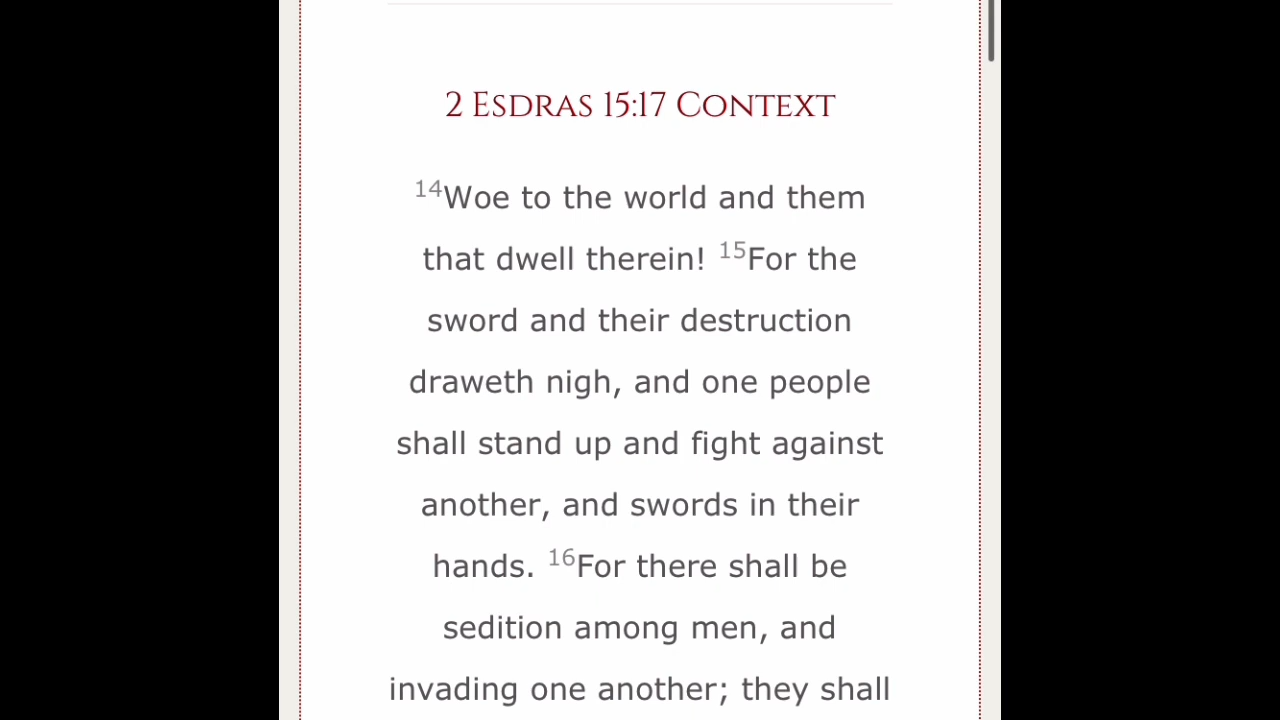 2 Esdras 15:17 Context
14Woe to the world and them
that dwell therein! 15For the
sword and their destruction
draweth nigh, and one people
shall stand up and fight against
another, and swords in their
hands. 16For there shall be
sedition among men, and
invading one another; they shall